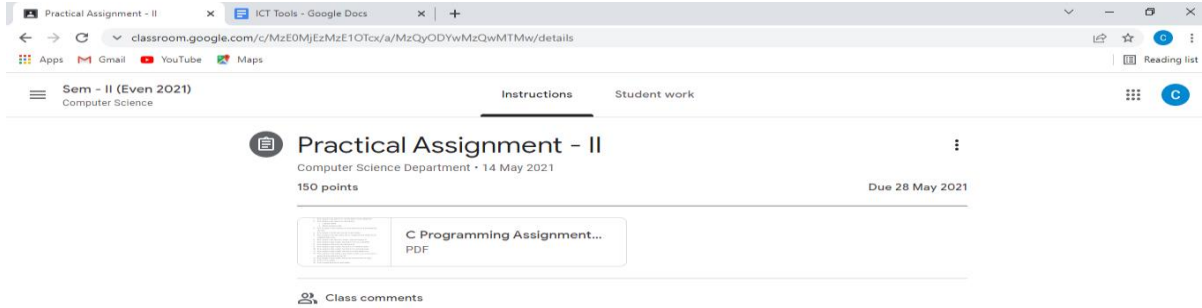 Practical Assignment - II
ICT Tools - Google Docs
classroom.google.com/c/MzE0MjEzMzE1OTcx/a/MzQyODYwMzQwMTMw/details
Apps Gmail YouTube Maps Reading list
Sem - II (Even 2021)
Computer Science
Instructions Student work
C
Practical Assignment - II
Computer Science Department • 14 May 2021
150 points Due 28 May 2021
C Programming Assignment...
PDF
Class comments